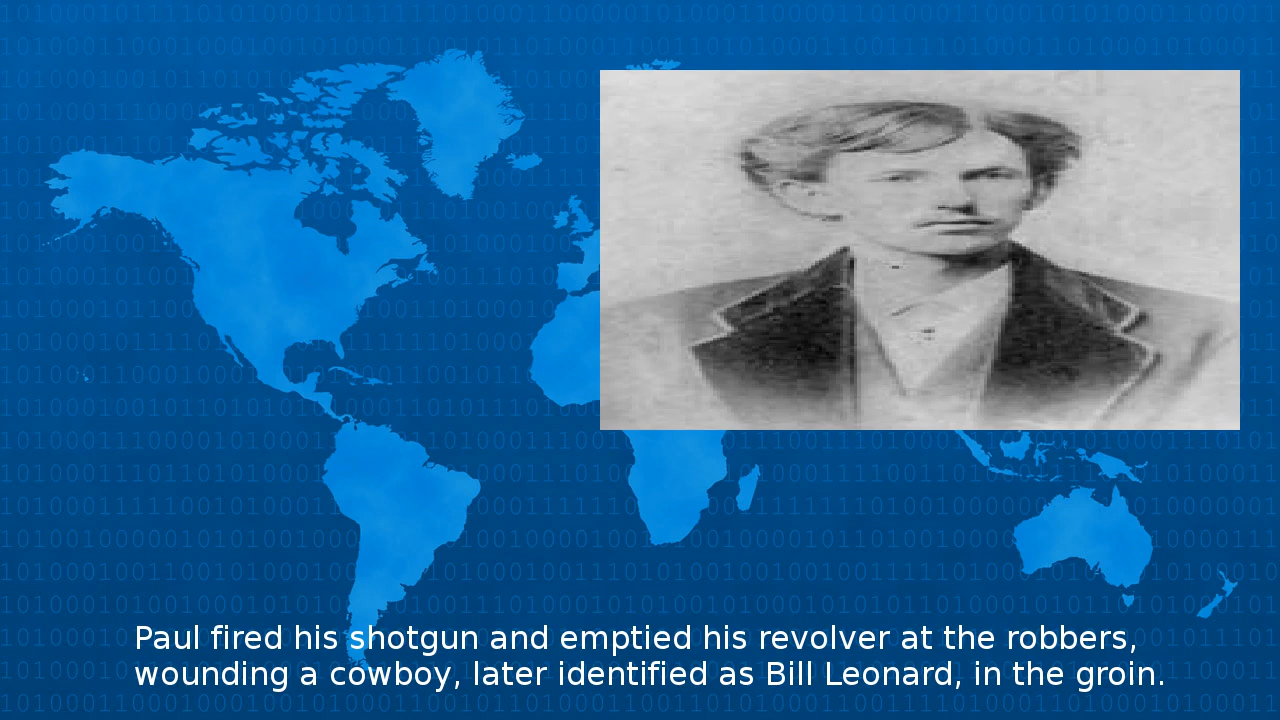 Paul fired his shotgun and emptied his revolver at the robbers,
wounding a cowboy, later identified as Bill Leonard, in the groin.